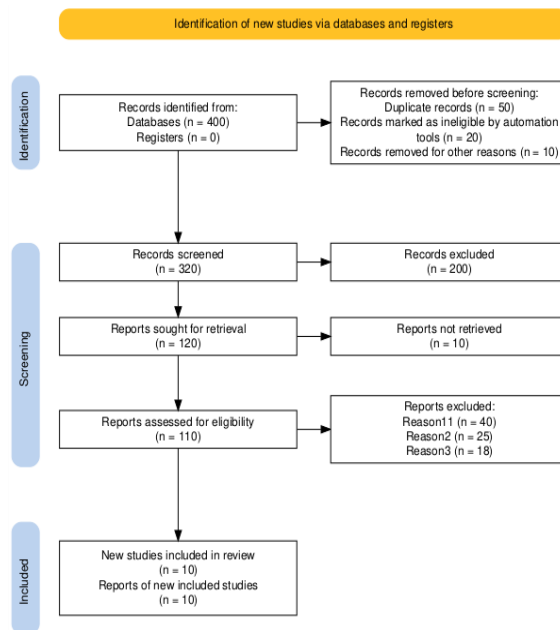 Identification of new studies via databases and registers
Identification
Records identified from:
Databases (n = 400)
Registers (n = 0)
Records removed before screening:
Duplicate records (n = 50)
Records marked as ineligible by automation
tools (n = 20)
Records removed for other reasons (n = 10)
Screening
Records screened
(n = 320)
Records excluded
(n = 200)
Reports sought for retrieval
(n = 120)
Reports not retrieved
(n = 10)
Reports assessed for eligibility
(n = 110)
Reports excluded:
Reason11 (n = 40)
Reason2 (n = 25)
Reason3 (n = 18)
Included
New studies included in review
(n = 10)
Reports of new included studies
(n = 10)